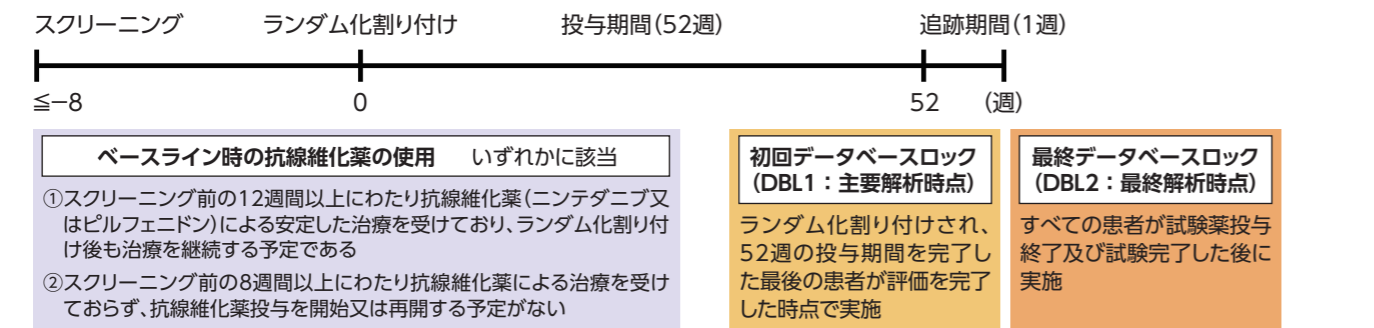 スクリーニング ランダム化割り付け 投与期間(52週) 追跡期間(1週)
≦−8 0 52 (週)
ベースライン時の抗線維化薬の使用 いずれかに該当
①スクリーニング前の12週間以上にわたり抗線維化薬(ニンテダニブ又
はピルフェニドン)による安定した治療を受けており、ランダム化割り付
け後も治療を継続する予定である
②スクリーニング前の8週間以上にわたり抗線維化薬による治療を受け
ておらず、抗線維化薬投与を開始又は再開する予定がない
初回データベースロック
(DBL1:主要解析時点)
ランダム化割り付けされ、
52週の投与期間を完了し
た最後の患者が評価を完了
した時点で実施
最終データベースロック
(DBL2:最終解析時点)
すべての患者が試験薬投与
終了及び試験完了した後に
実施